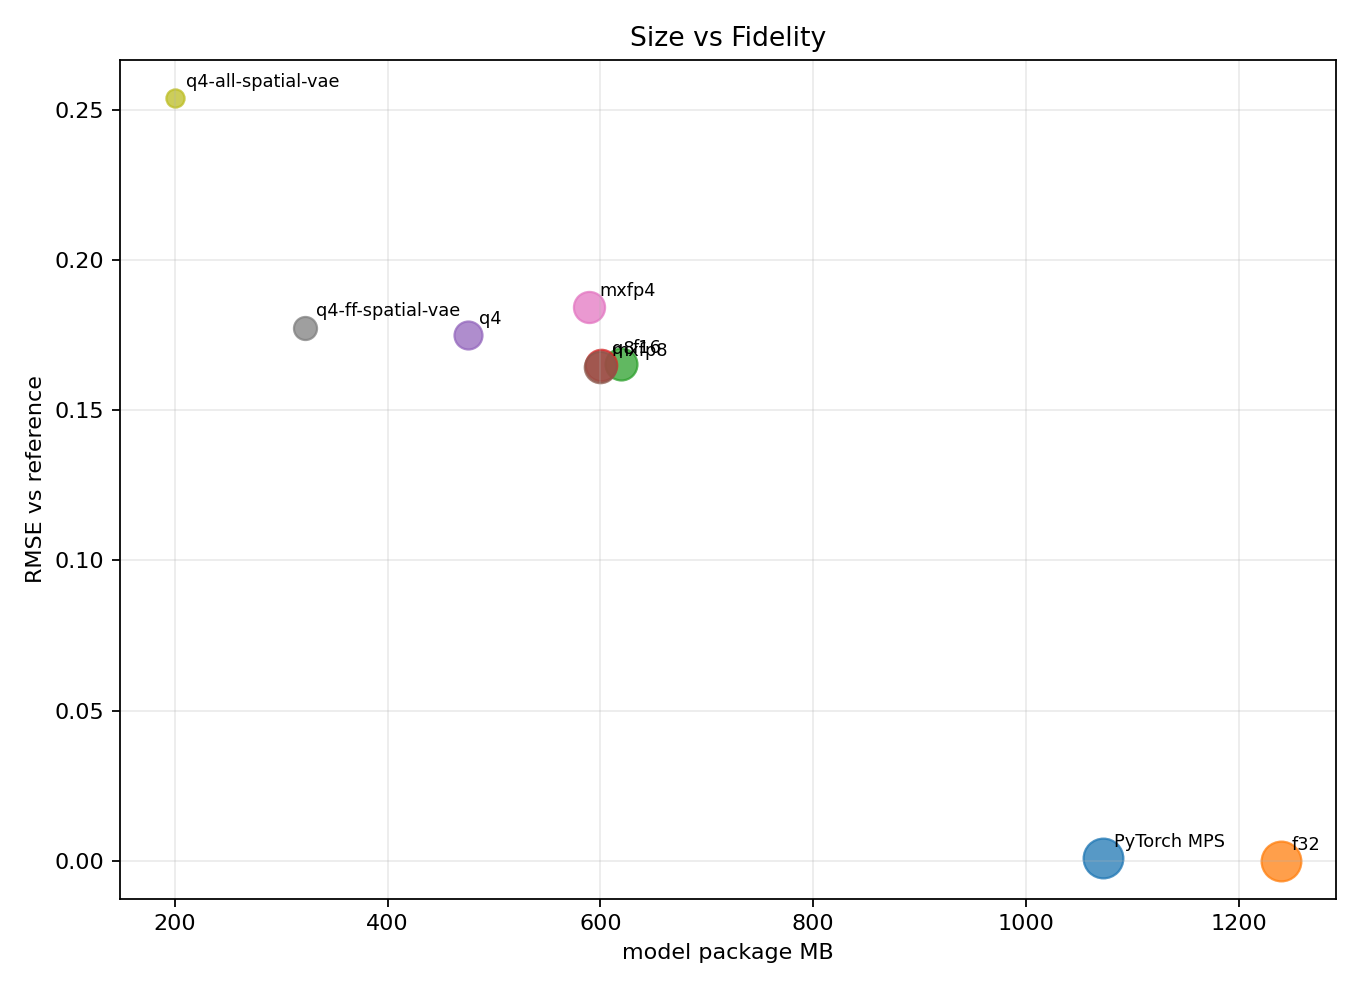 Size vs Fidelity
q4-all-spatial-vae
0.25
0.20
mxfp4
q4-ff-spatial-vae
q4
mxfp8
0.15
RMSE vs reference
0.10
0.05
PyTorch MPS
f32
0.00
200
400
600
800
1000
1200
model package MB